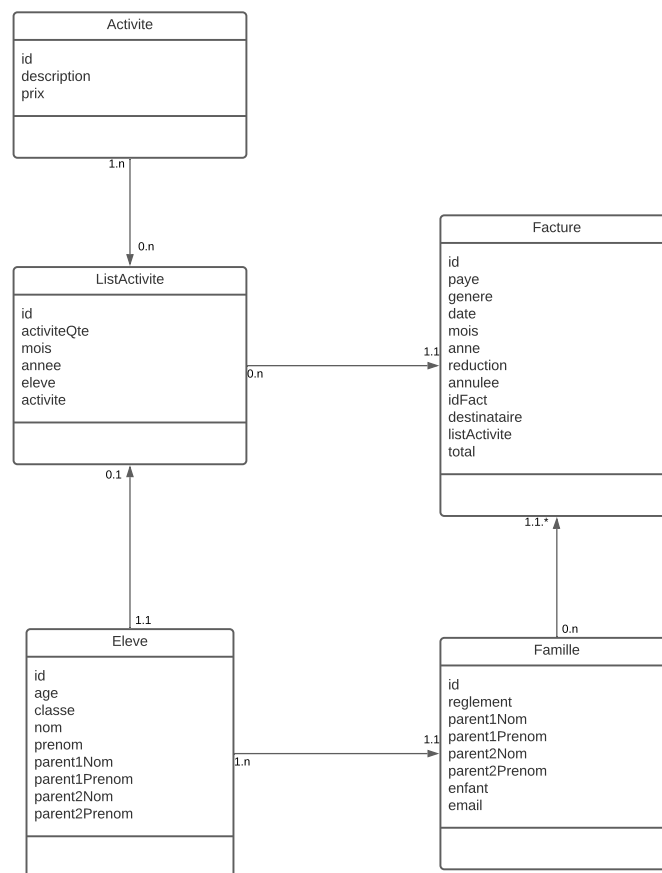 Activite
id
description
prix
1.n
0.n
ListActivite
id
activiteQte
mois
annee
eleve
activite
0.n
1.1
Facture
id
paye
genere
date
mois
anne
reduction
annulee
idFact
destinataire
listActivite
total
0.1
1.1
1.1.*
0.n
Eleve
id
age
classe
nom
prenom
parent1Nom
parent1Prenom
parent2Nom
parent2Prenom
1.n
1.1
Famille
id
reglement
parent1Nom
parent1Prenom
parent2Nom
parent2Prenom
enfant
email